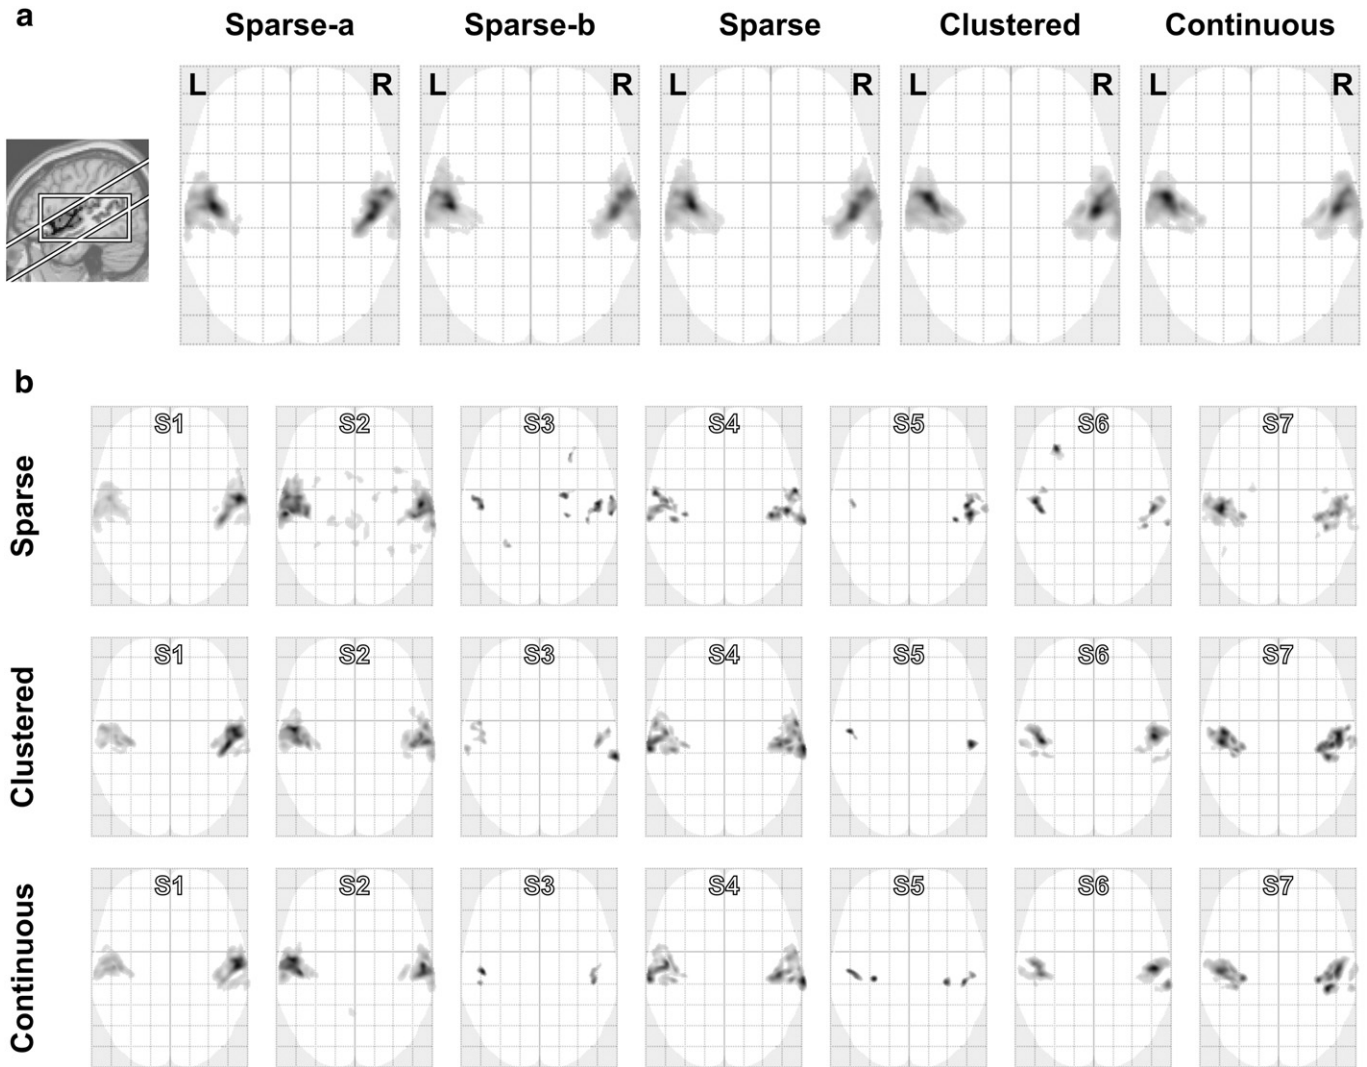 a
Sparse-a Sparse-b Sparse Clustered Continuous
L R L R L R L R L R
b
Sparse
S1 S2 S3 S4 S5 S6 S7
Clustered
S1 S2 S3 S4 S5 S6 S7
Continuous
S1 S2 S3 S4 S5 S6 S7